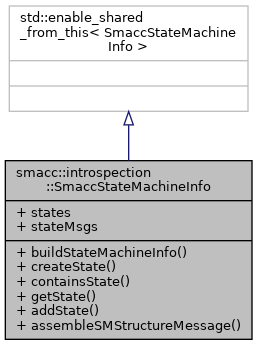 std::enable_shared
_from_this< SmaccStateMachine
Info >
smacc::introspection
::SmaccStateMachineInfo
+ states
+ stateMsgs
+ buildStateMachineInfo()
+ createState()
+ containsState()
+ getState()
+ addState()
+ assembleSMStructureMessage()